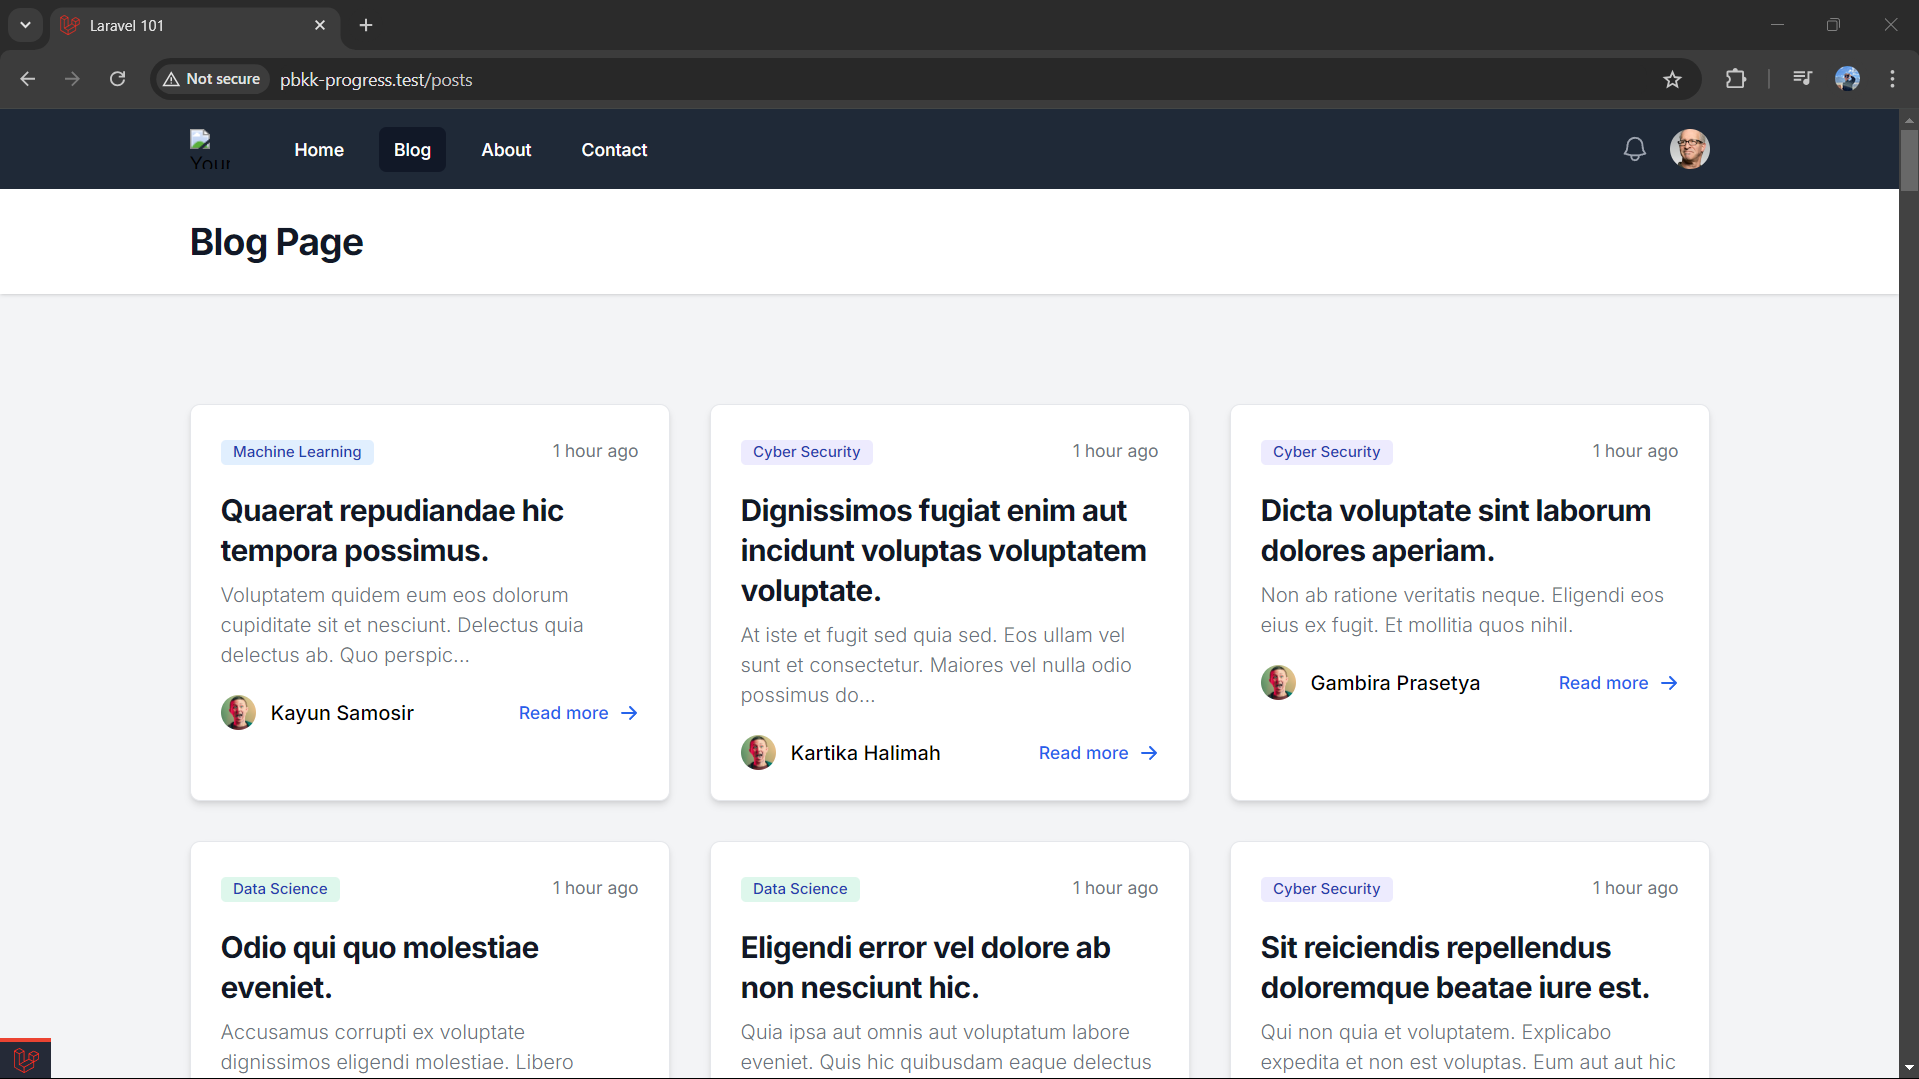 Laravel 101
Not secure
pbkk-progress.test/posts
Your
Home
Blog
About
Contact
Blog Page
Machine Learning
1 hour ago
Quaerat repudiandae hic
tempora possimus.
Voluptatem quidem eum eos dolorum
cupiditate sit et nesciunt. Delectus quia
delectus ab. Quo perspic...
Kayun Samosir
Read more
Cyber Security
1 hour ago
Dignissimos fugiat enim aut
incidunt voluptas voluptatem
voluptate.
At iste et fugit sed quia sed. Eos ullam vel
sunt et consectetur. Maiores vel nulla odio
possimus do...
Kartika Halimah
Read more
Cyber Security
1 hour ago
Dicta voluptate sint laborum
dolores aperiam.
Non ab ratione veritatis neque. Eligendi eos
eius ex fugit. Et mollitia quos nihil.
Gambira Prasetya
Read more
Data Science
1 hour ago
Odio qui quo molestiae
eveniet.
Accusamus corrupti ex voluptate
dignissimos eligendi molestiae. Libero
Data Science
1 hour ago
Eligendi error vel dolore ab
non nesciunt hic.
Quia ipsa aut omnis aut voluptatum labore
eveniet. Quis hic quibusdam eaque delectus
Cyber Security
1 hour ago
Sit reiciendis repellendus
doloremque beatae iure est.
Qui non quia et voluptatem. Explicabo
expedita et non est voluptas. Eum aut aut hic